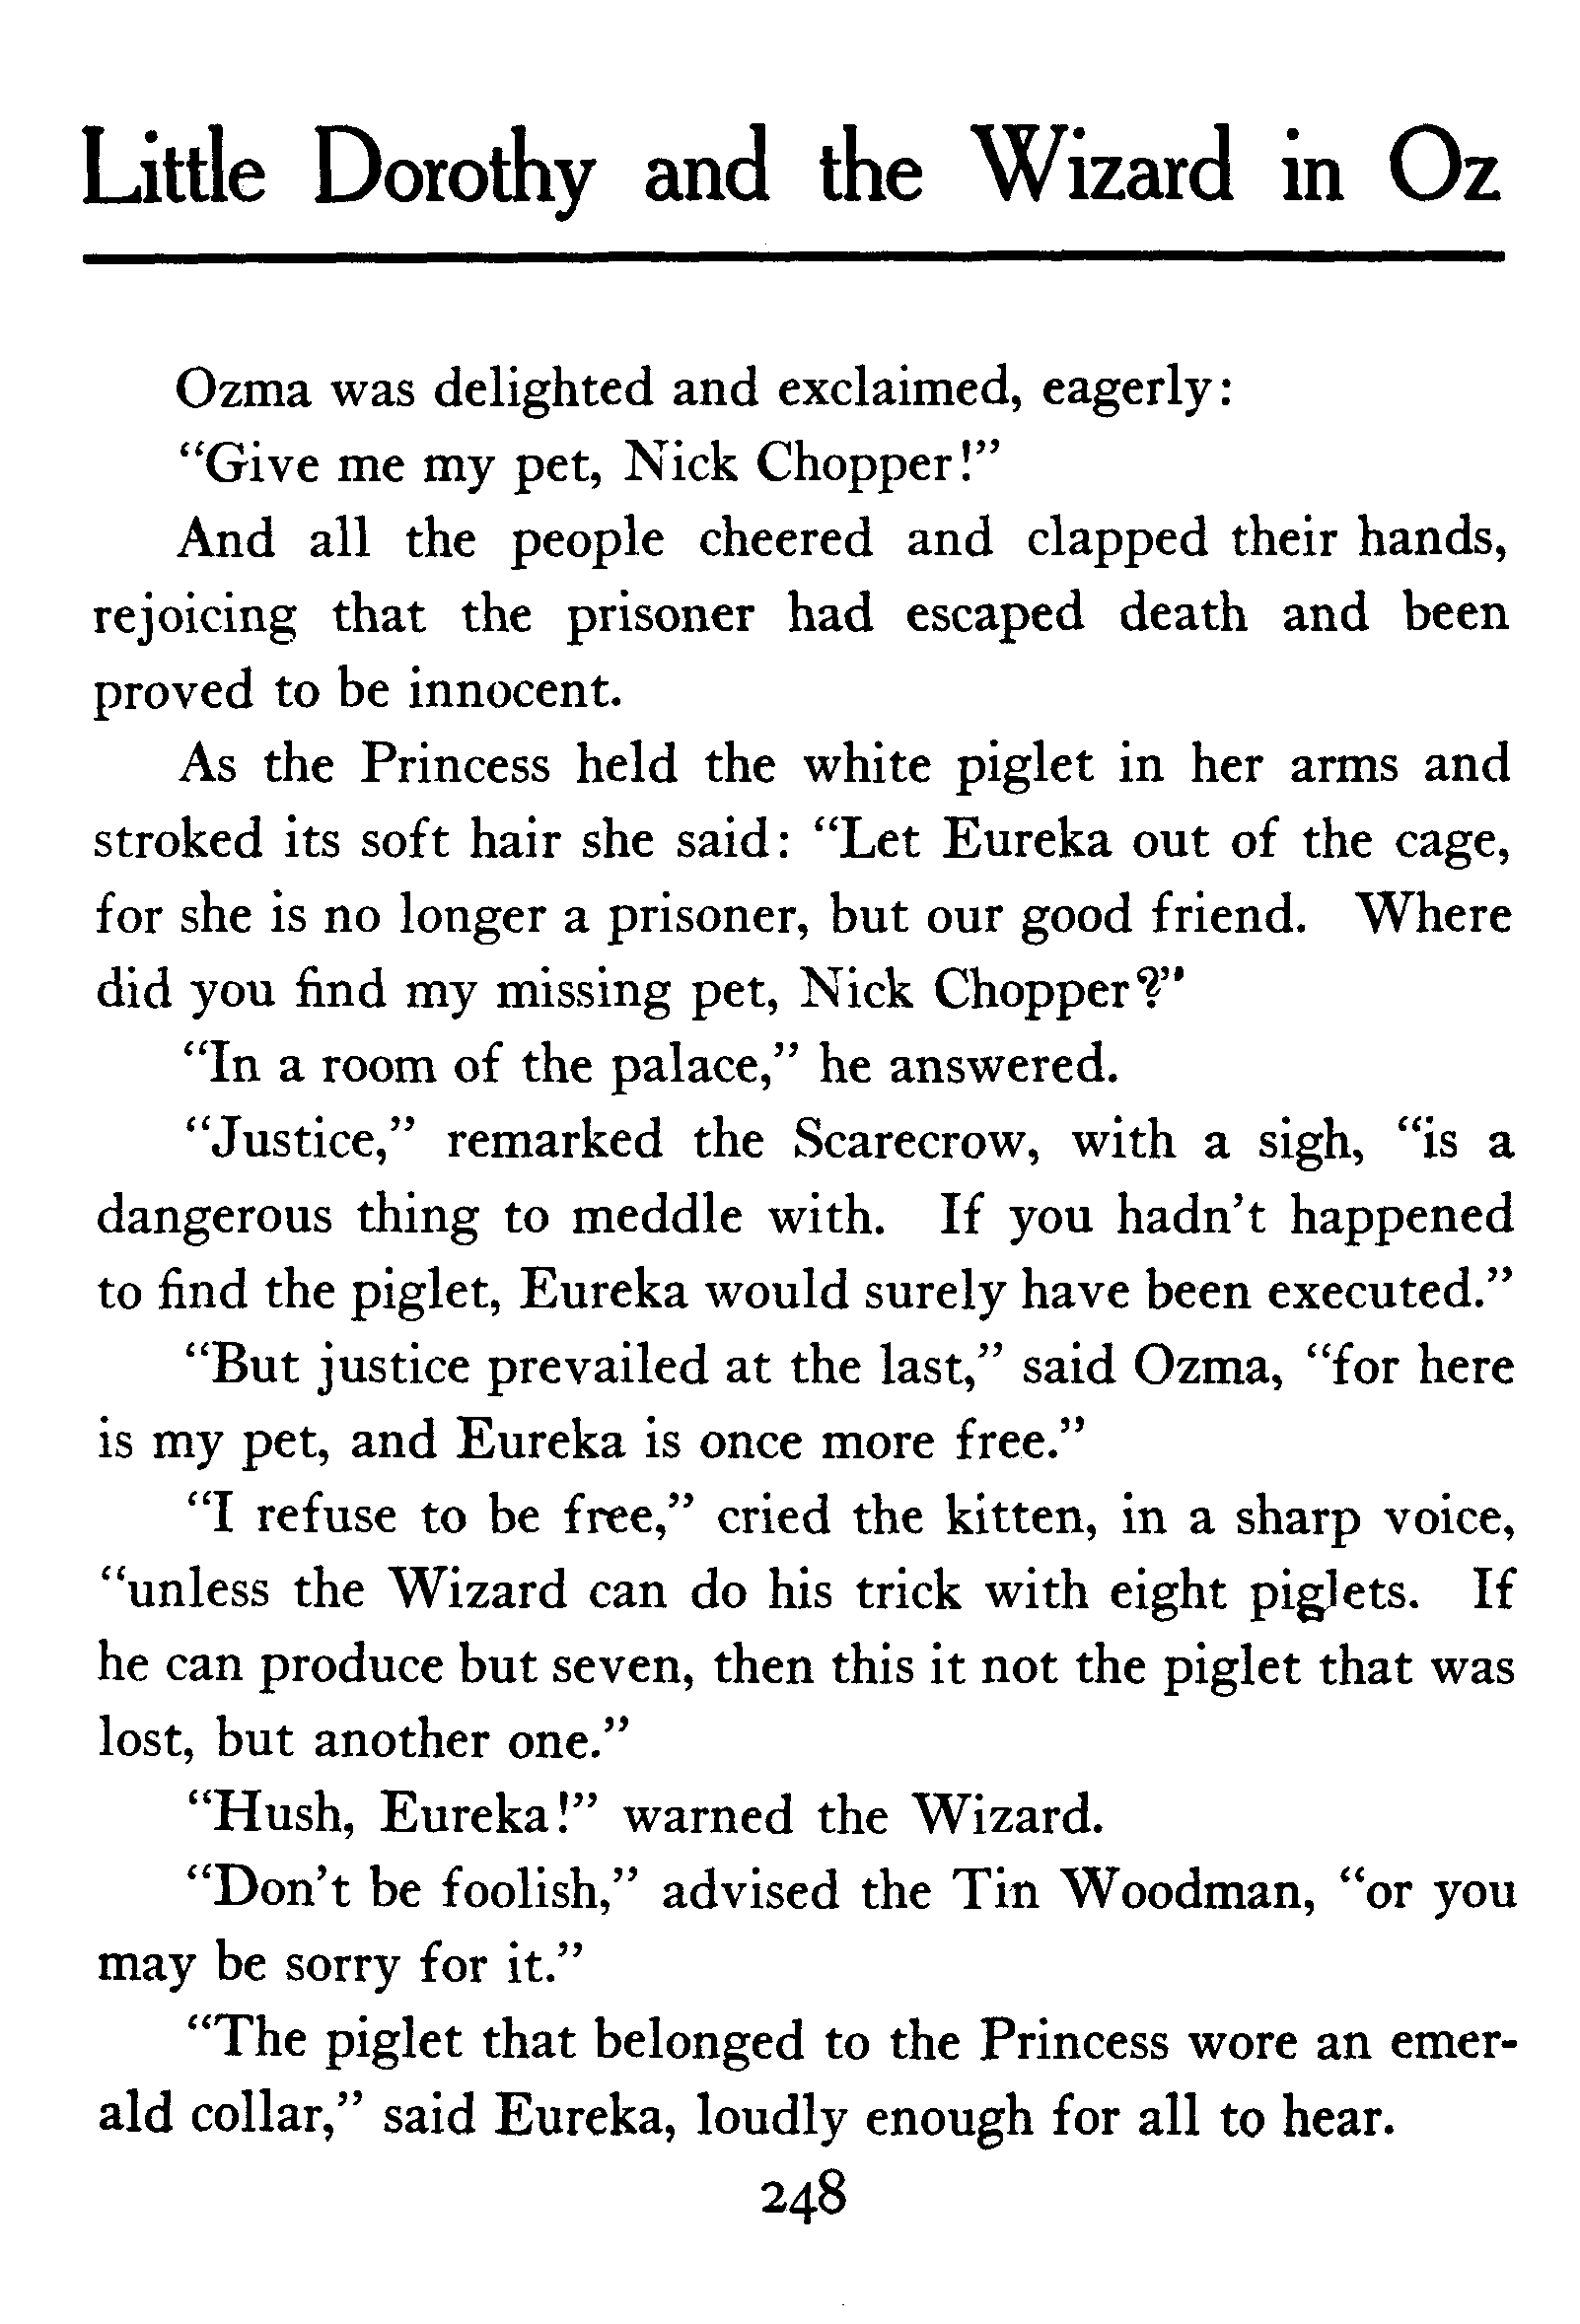 Little Dorothy and the Wizard in Oz
Ozma was delighted and exclaimed, eagerly:
“Give me my pet, Nick Chopper!”
And all the people cheered and clapped their hands,
rejoicing that the prisoner had escaped death and been
proved to be innocent.
As the Princess held the white piglet in her arms and
stroked its soft hair she said: “Let Eureka out of the cage,
for she is no longer a prisoner, but our good friend. Where
did you find my missing pet, Nick Chopper?”
“In a room of the palace,” he answered.
“Justice,” remarked the Scarecrow, with a sigh, “is a
dangerous thing to meddle with. If you hadn’t happened
to find the piglet, Eureka would surely have been executed.”
“But justice prevailed at the last,” said Ozma, “for here
is my pet, and Eureka is once more free.”
“I refuse to be free,” cried the kitten, in a sharp voice,
“unless the Wizard can do his trick with eight piglets. If
he can produce but seven, then this it not the piglet that was
lost, but another one.”
“Hush, Eureka!” warned the Wizard.
“Don’t be foolish,” advised the Tin Woodman, “or you
may be sorry for it.”
“The piglet that belonged to the Princess wore an emer-
ald collar,” said Eureka, loudly enough for all to hear.
248